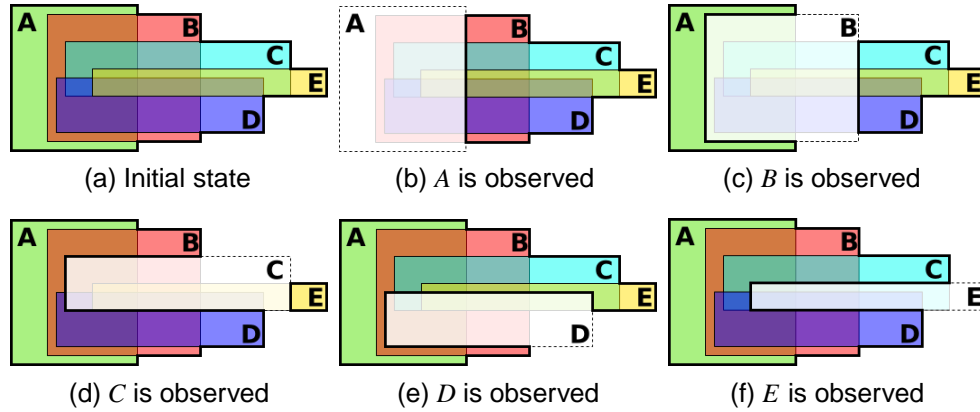 A B C E D
A B C E D
A B C E D
(a) Initial state
(b) A is observed
(c) B is observed
A B C E D
A B C E D
A B C E D
(d) C is observed
(e) D is observed
(f) E is observed